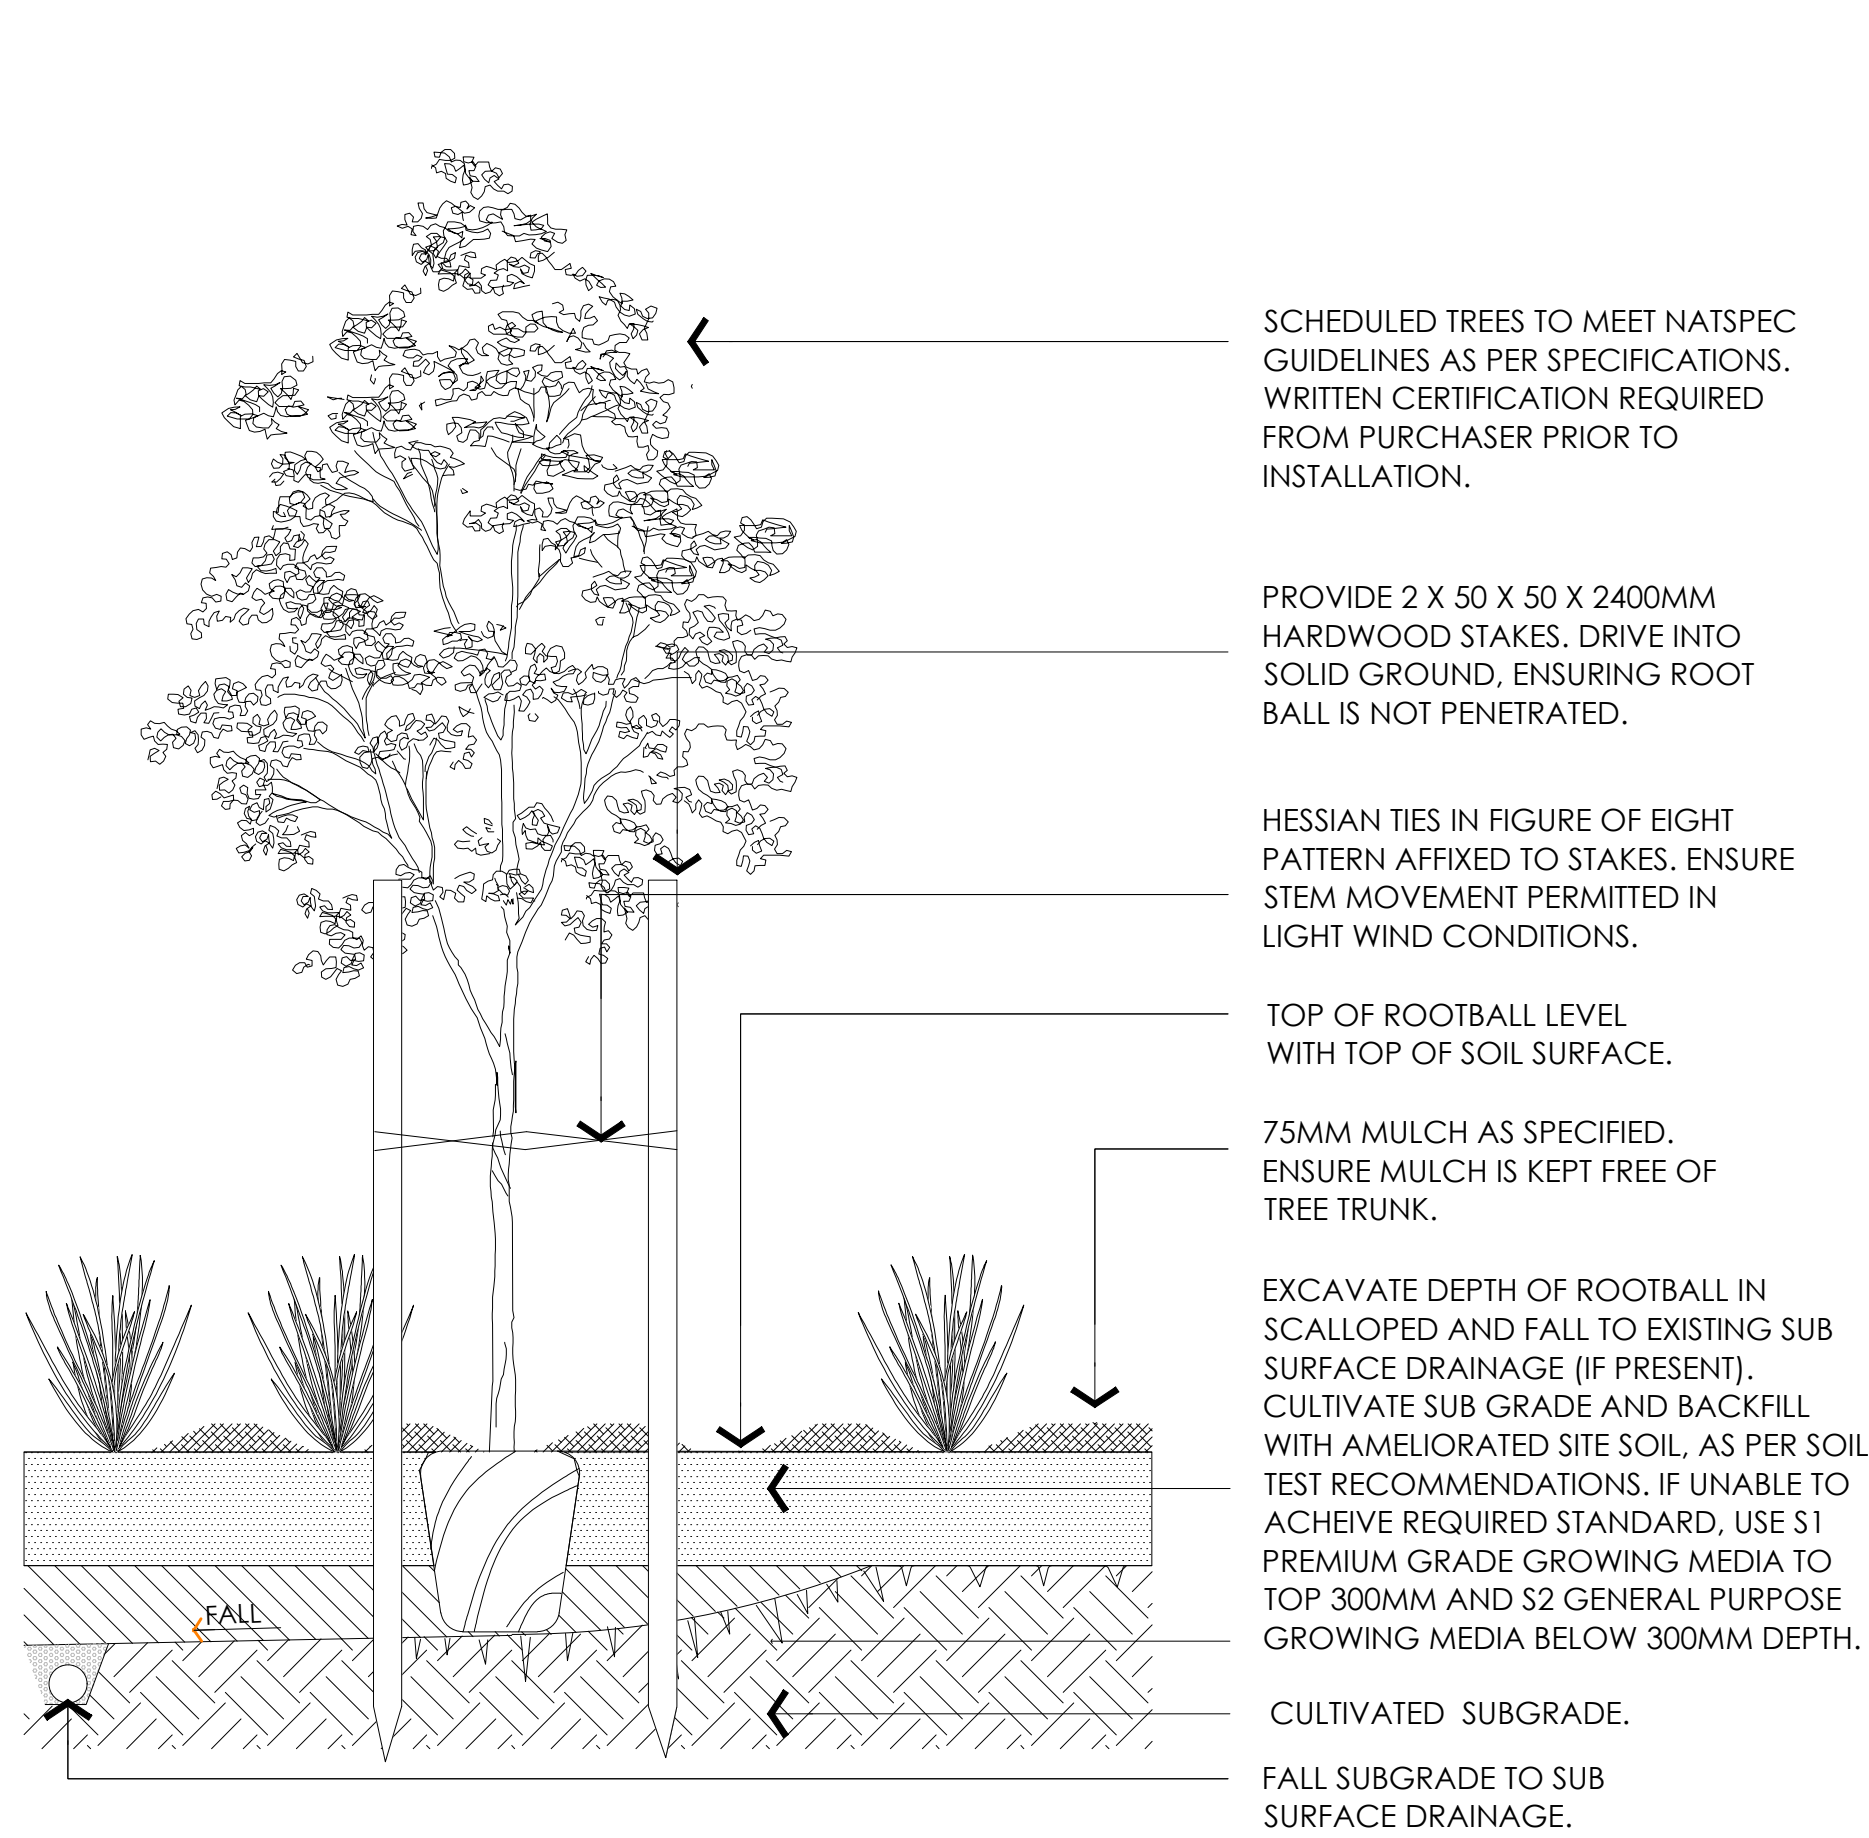 SCHEDULED TREES TO MEET NATSPEC
GUIDELINES AS PER SPECIFICATIONS.
WRITTEN CERTIFICATION REQUIRED
FROM PURCHASER PRIOR TO
INSTALLATION.
PROVIDE 2 X 50 X 50 X 2400MM
HARDWOOD STAKES. DRIVE INTO
SOLID GROUND, ENSURING ROOT
BALL IS NOT PENETRATED.
HESSIAN TIES IN FIGURE OF EIGHT
PATTERN AFFIXED TO STAKES. ENSURE
STEM MOVEMENT PERMITTED IN
LIGHT WIND CONDITIONS.
TOP OF ROOTBALL LEVEL
WITH TOP OF SOIL SURFACE.
75MM MULCH AS SPECIFIED.
ENSURE MULCH IS KEPT FREE OF
TREE TRUNK.
EXCAVATE DEPTH OF ROOTBALL IN
SCALLOPED AND FALL TO EXISTING SUB
SURFACE DRAINAGE (IF PRESENT).
CULTIVATE SUB GRADE AND BACKFILL
WITH AMELIORATED SITE SOIL, AS PER SOIL
TEST RECOMMENDATIONS. IF UNABLE TO
ACHEIVE REQUIRED STANDARD, USE S1
PREMIUM GRADE GROWING MEDIA TO
TOP 300MM AND S2 GENERAL PURPOSE
GROWING MEDIA BELOW 300MM DEPTH.
FALL
CULTIVATED SUBGRADE.
FALL SUBGRADE TO SUB
SURFACE DRAINAGE.